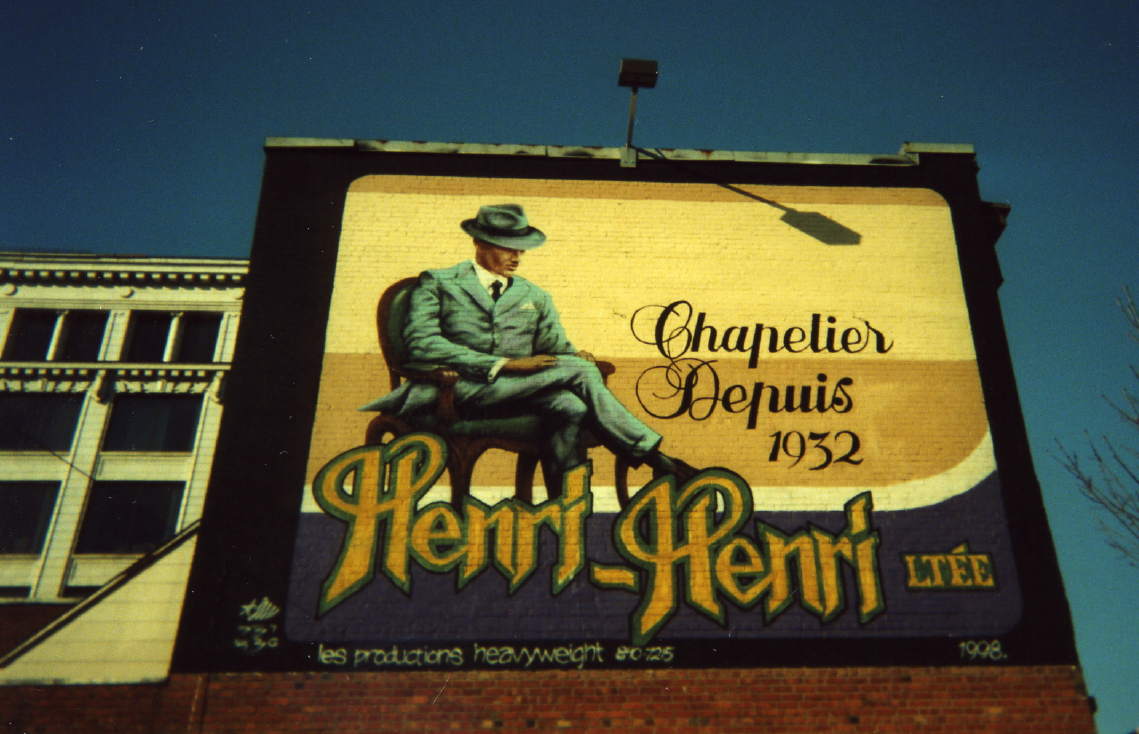 Chapelier
Depuis
1932
Henri-Henri
LTÉE
les productions heavyweight
1998.